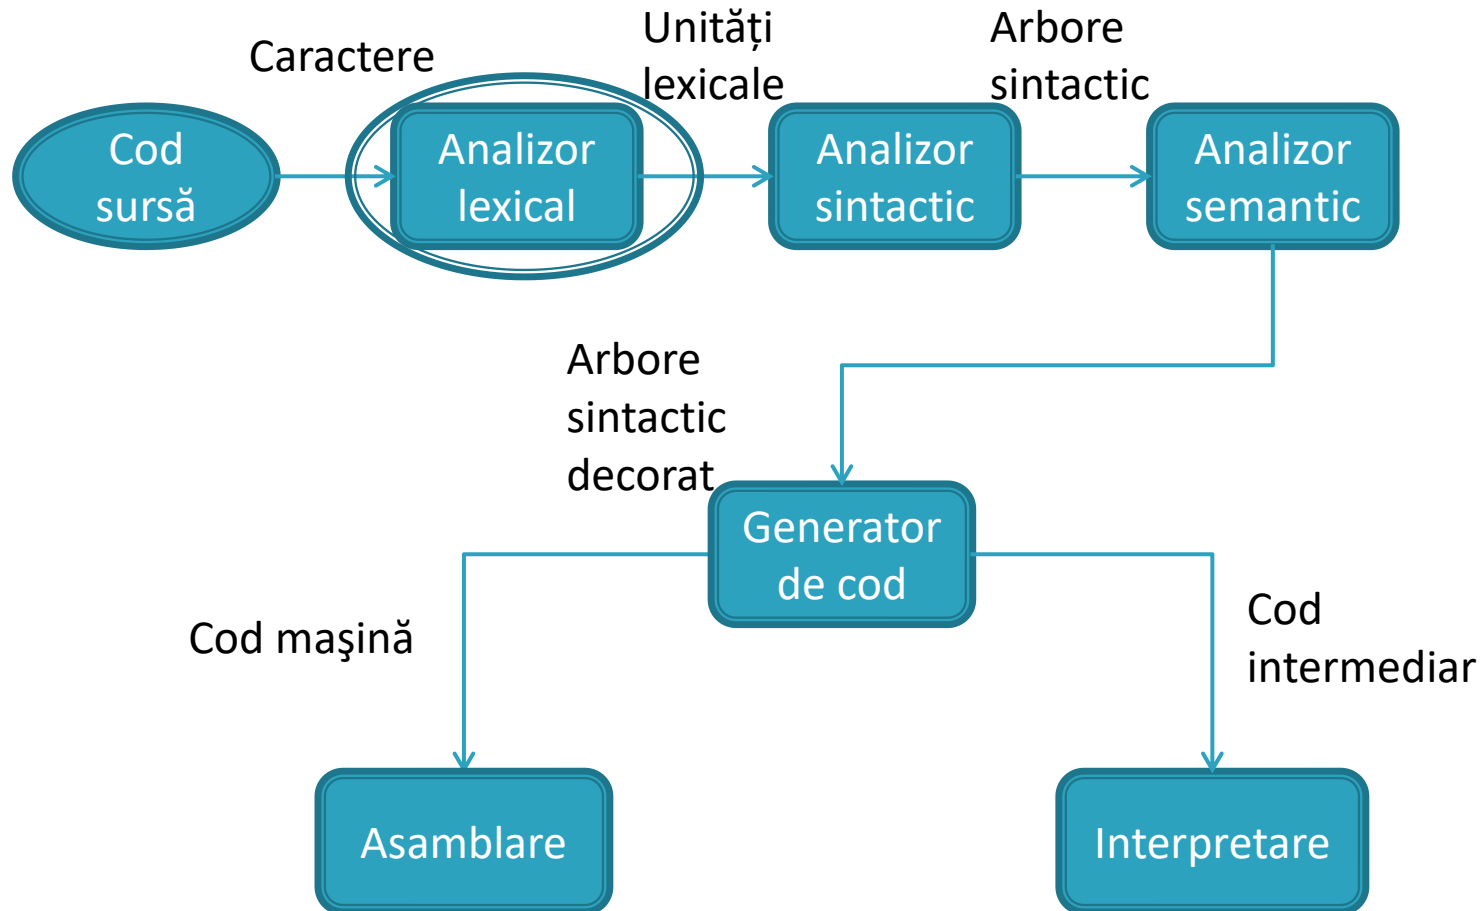 Caractere
Unități
lexicale
Arbore
sintactic
Cod
sursă
Analizor
lexical
Analizor
sintactic
Analizor
semantic
Arbore
sintactic
decorat
Generator
de cod
Cod maşină
Cod
intermediar
Asamblare
Interpretare